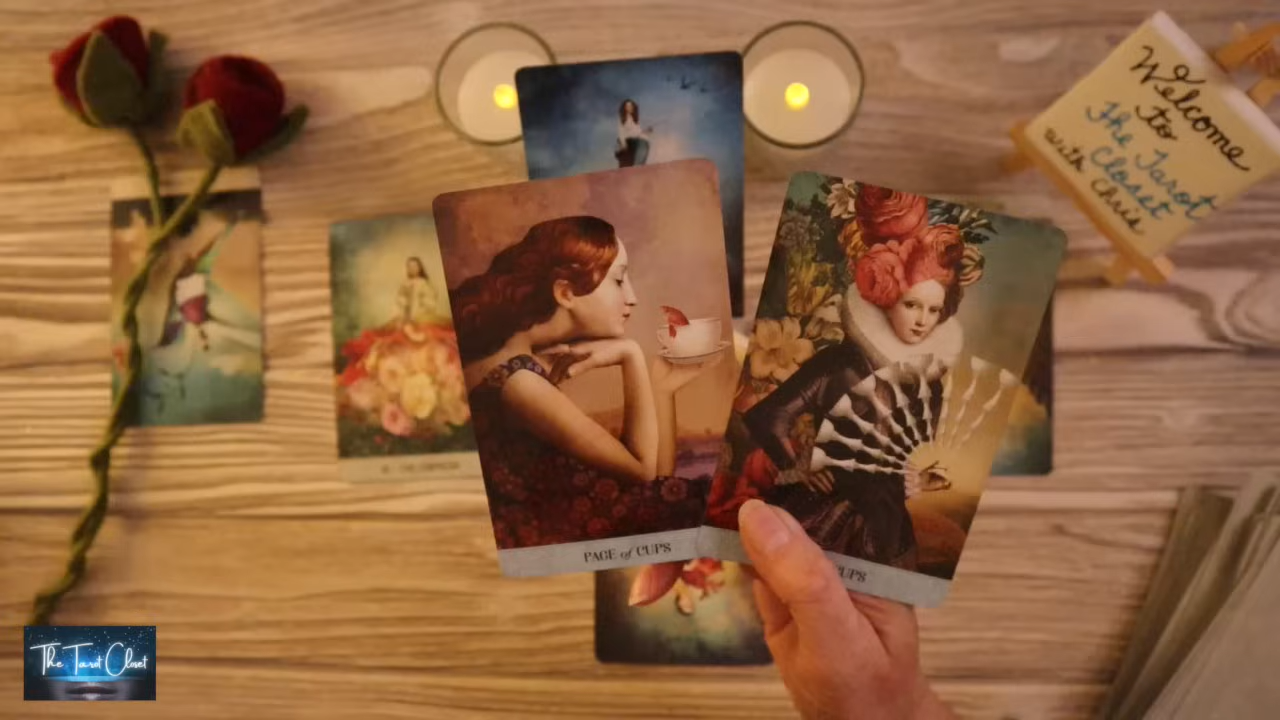 Welcome
to
The Tarot
Closet
with Chris
PAGE of CUPS
CUPS
The Tarot Closet